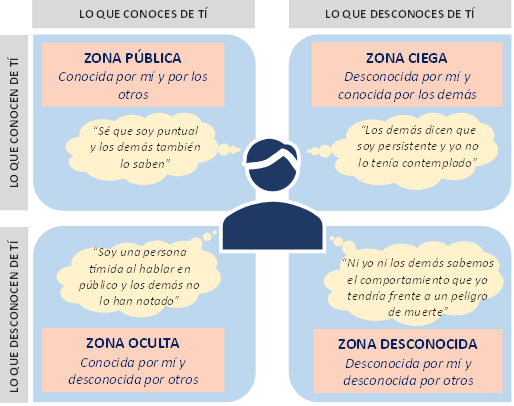 LO QUE CONOCES DE TÍ
LO QUE DESCONOCES DE TÍ
LO QUE CONOCEN DE TÍ
ZONA PÚBLICA
Conocida por mí y por los
otros
“Sé que soy puntual
y los demás también
lo saben”
ZONA CIEGA
Desconocida por mí y
conocida por los demás
“Los demás dicen que
soy persistente y yo no
lo tenía contemplado”
LO QUE DESCONOCEN DE TÍ
“Soy una persona
tímida al hablar en
público y los demás no
lo han notado”
ZONA OCULTA
Conocida por mí y
desconocida por otros
“Ni yo ni los demás sabemos
el comportamiento que yo
tendría frente a un peligro
de muerte”
ZONA DESCONOCIDA
Desconocida por mí y
desconocida por otros